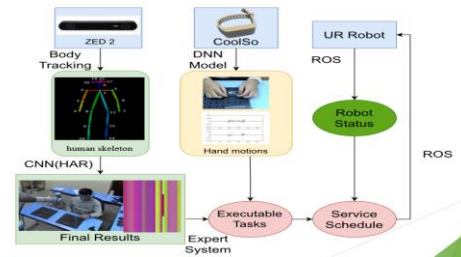 ZED 2
CoolSo
UR Robot
Body
Tracking
DNN
Model
ROS
human skeleton
Hand motions
Robot
Status
ROS
CNN(HAR)
Final Results
Expert
System
Executable
Tasks
Service
Schedule